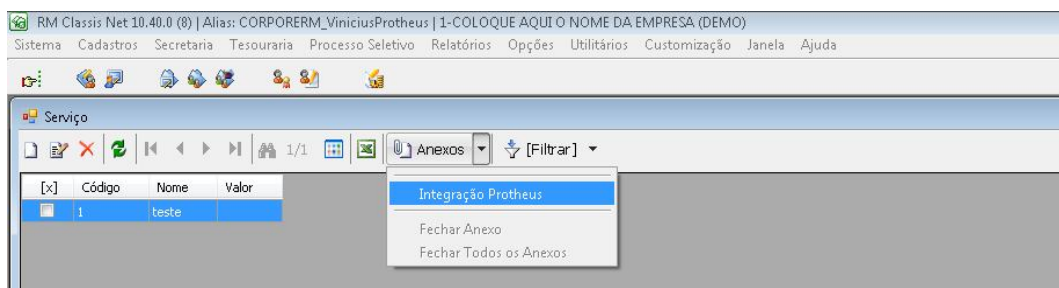 RM Classis Net 10.40.0 (8) | Alias: CORPORERM_ViniciusProtheus | 1-COLOQUE AQUI O NOME DA EMPRESA (DEMO)
Sistema Cadastros Secretaria Tesouraria Processo Seletivo Relatórios Opções Utilitários Customização Janela Ajuda
Serviço
1/1 Anexos [Filtrar]
[x] Código Nome Valor
1 teste
Integração Protheus
Fechar Anexo
Fechar Todos os Anexos